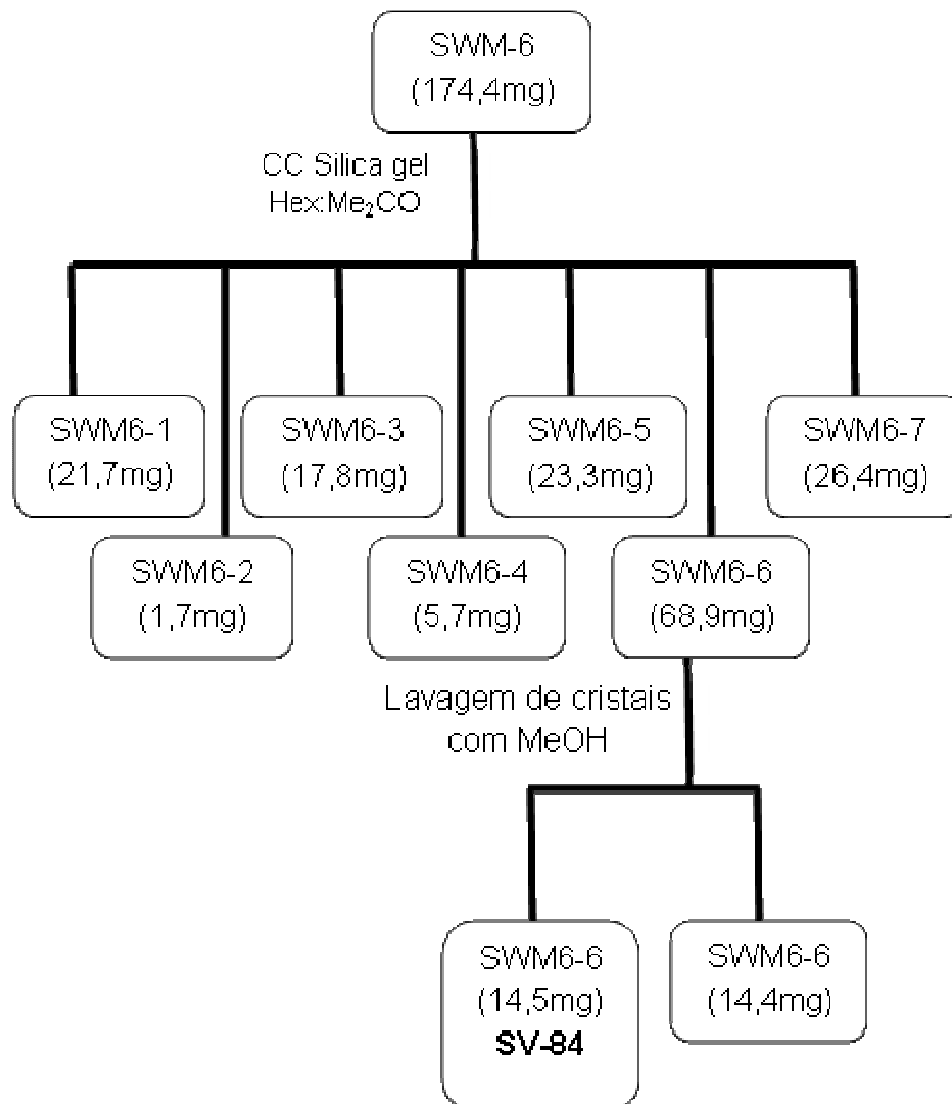 SWM-6
(174,4mg)
CC Silica gel
Hex:Me₂CO
SWM6-1
(21,7mg)
SWM6-3
(17,8mg)
SWM6-5
(23,3mg)
SWM6-7
(26,4mg)
SWM6-2
(1,7mg)
SWM6-4
(5,7mg)
SWM6-6
(68,9mg)
Lavagem de cristais
com MeOH
SWM6-6
(14,5mg)
SV-84
SWM6-6
(14,4mg)